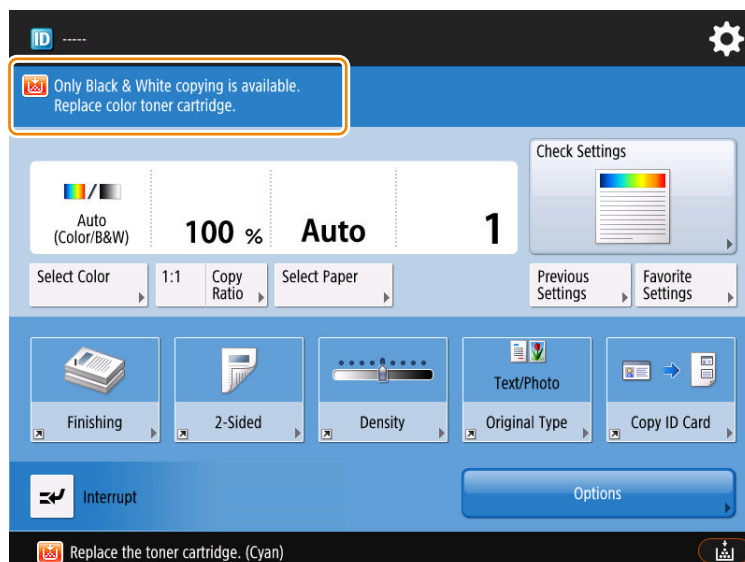 ID -----
Only Black & White copying is available.
Replace color toner cartridge.
Check Settings
Auto
(Color/B&W)
100 %
Auto
1
Select Color
1:1
Copy
Ratio
Select Paper
Previous
Settings
Favorite
Settings
Finishing
2-Sided
Density
Text/Photo
Original Type
Copy ID Card
Interrupt
Options
Replace the toner cartridge. (Cyan)